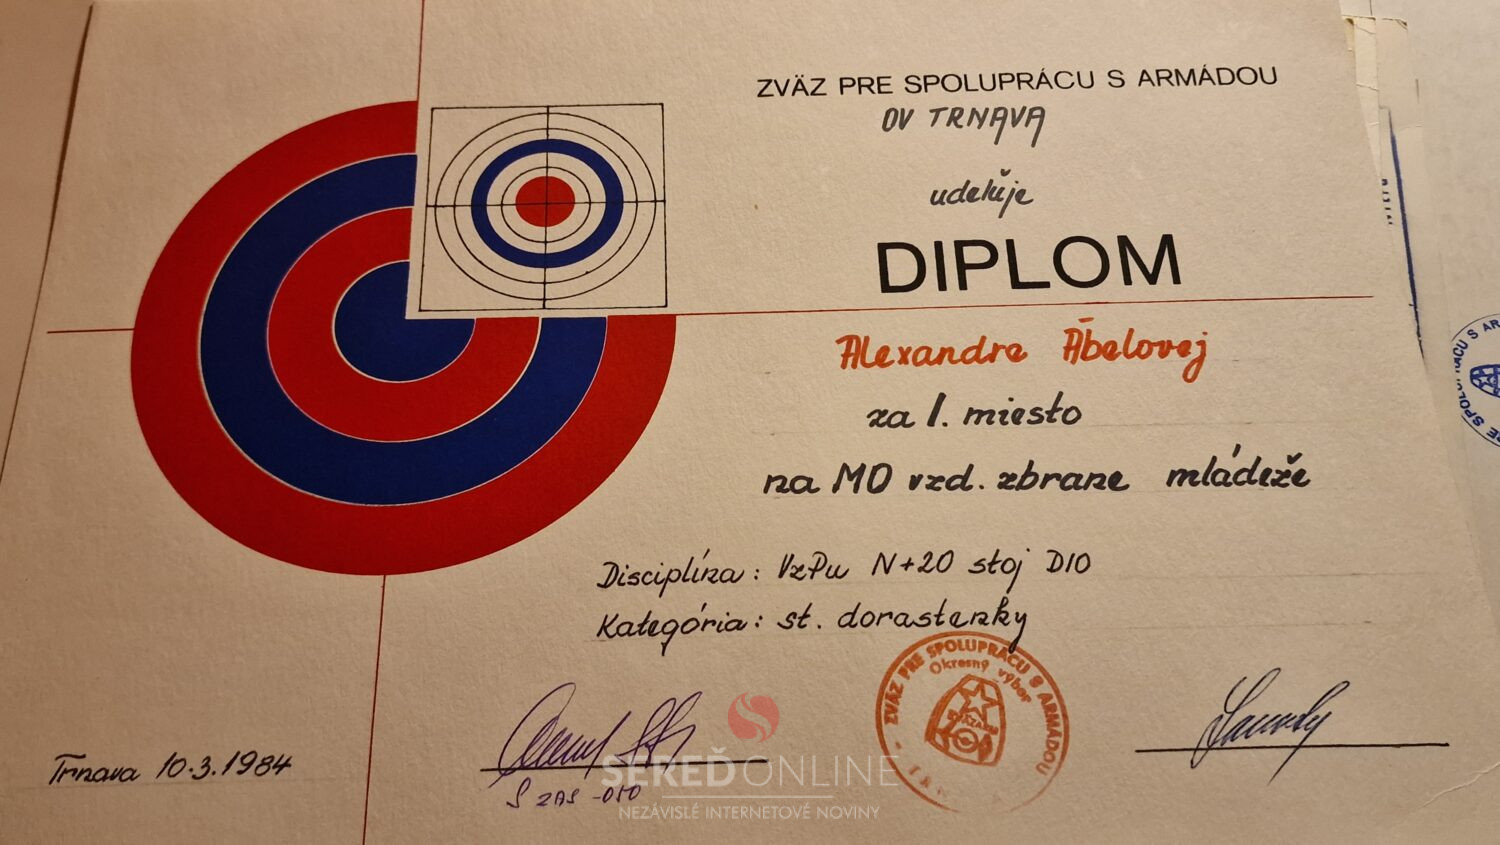 ZVÄZ PRE SPOLUPRÁCU S ARMÁDOU
OV TRNAVA
udeľuje
DIPLOM
Alexandre Ábelovej
za I. miesto
na MO vzd. zbrane mládeže
Disciplína: VzPu N+20 stoj D10
Kategória: st. dorastenky
ZVÄZ PRE SPOLUPRÁCU S ARMÁDOU
Okresný výbor
ZVÄZARM
Trnava 10.3.1984
SEREĎONLINE
NEZÁVISLÉ INTERNETOVÉ NOVINY